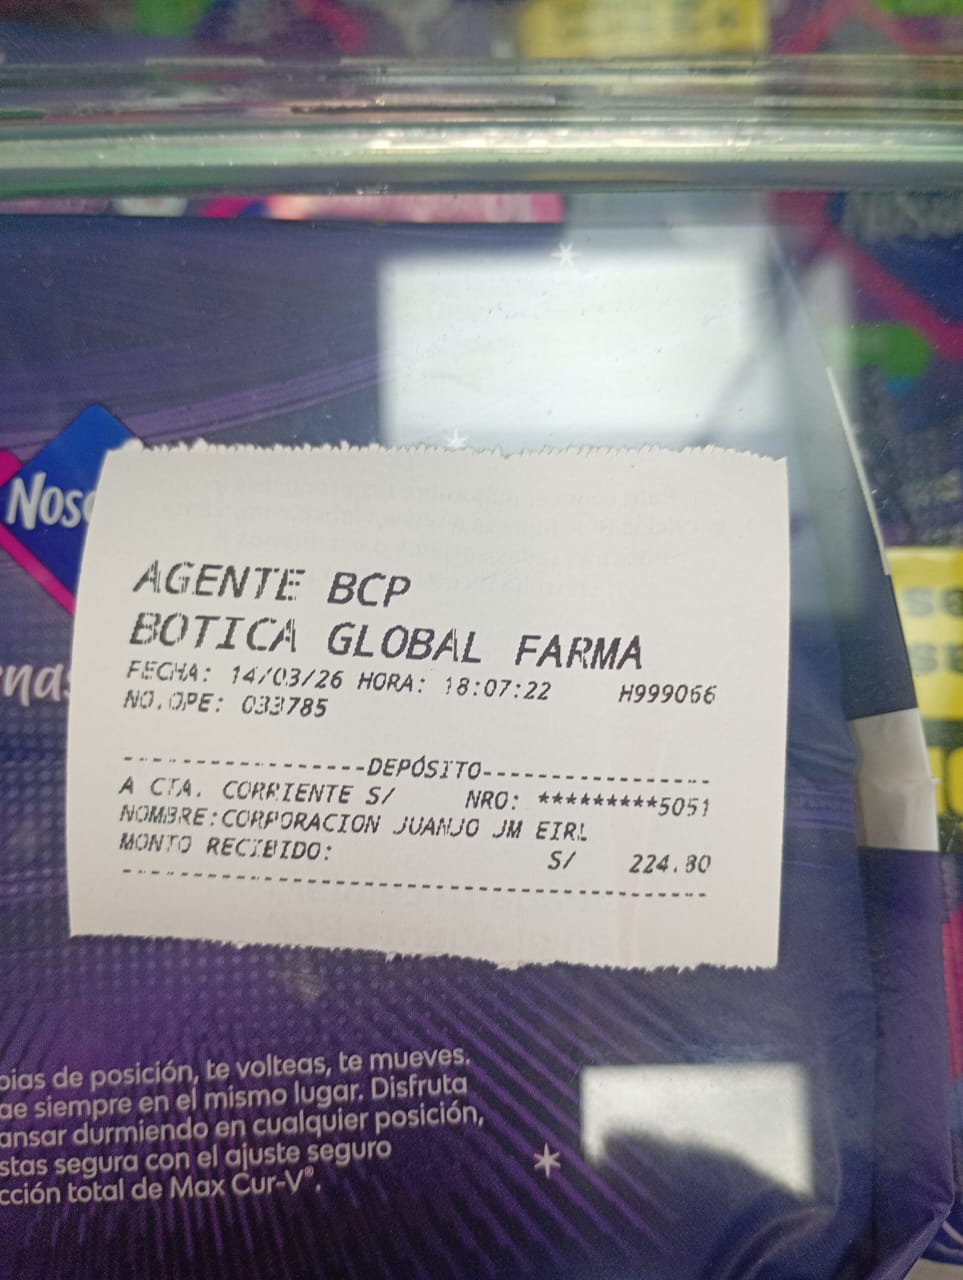 Nos
nas
AGENTE BCP
BOTICA GLOBAL FARMA
FECHA: 14/03/26 HORA: 18:07:22 H999066
NO.OPE: 033785
----------------DEPÓSITO----------------
A CTA. CORRIENTE S/ NRO: *********5051
NOMBRE:CORPORACION JUANJO JM EIRL
MONTO RECIBIDO: S/ 224.80
----------------------------------------
bias de posición, te volteas, te mueves.
ae siempre en el mismo lugar. Disfruta
ansar durmiendo en cualquier posición,
stas segura con el ajuste seguro
cción total de Max Cur-V®.